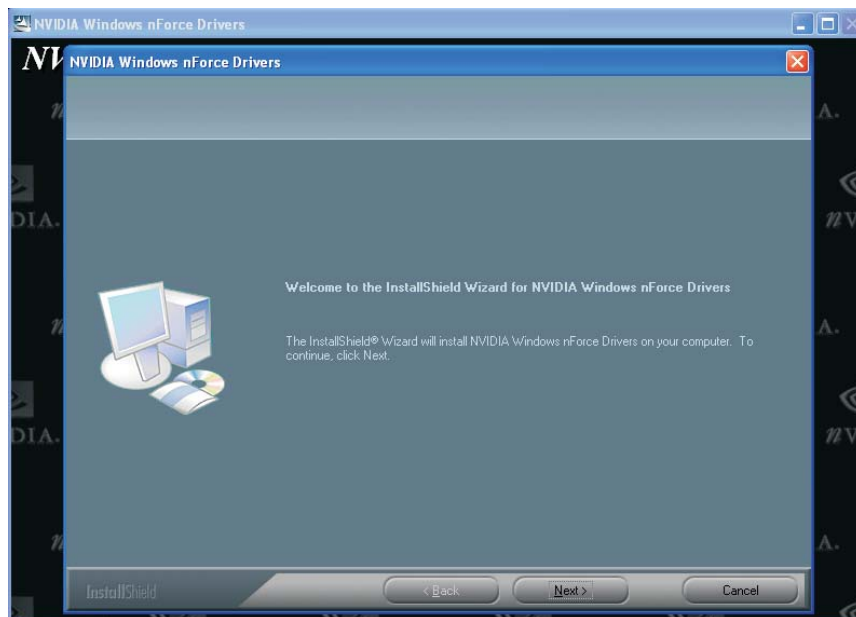 NVIDIA Windows nForce Drivers
NVIDIA Windows nForce Drivers
Welcome to the InstallShield Wizard for NVIDIA Windows nForce Drivers
The InstallShield® Wizard will install NVIDIA Windows nForce Drivers on your computer. To
continue, click Next.
InstallShield
< Back
Next >
Cancel